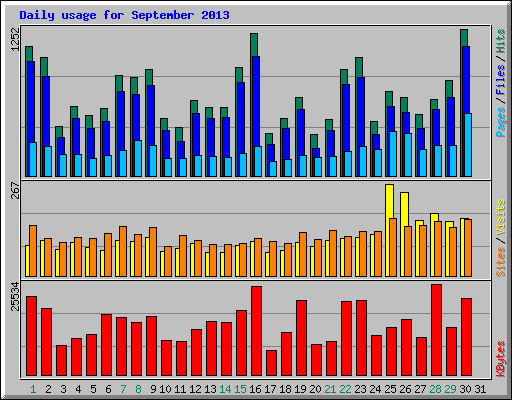 Daily usage for September 2013
1252
Pages / Files / Hits
267
Sites / Visits
25534
KBytes
1 2 3 4 5 6 7 8 9 10 11 12 13 14 15 16 17 18 19 20 21 22 23 24 25 26 27 28 29 30 31